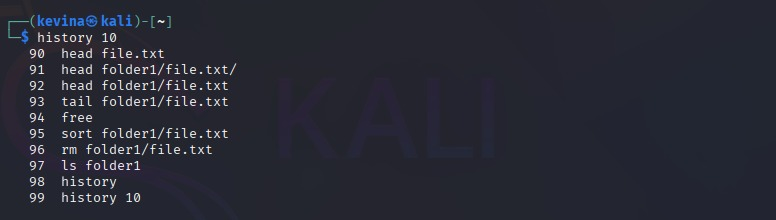 ┌──(kevina㉿kali)-[~]
└─$ history 10
90 head file.txt
91 head folder1/file.txt/
92 head folder1/file.txt
93 tail folder1/file.txt
94 free
95 sort folder1/file.txt
96 rm folder1/file.txt
97 ls folder1
98 history
99 history 10
KALI